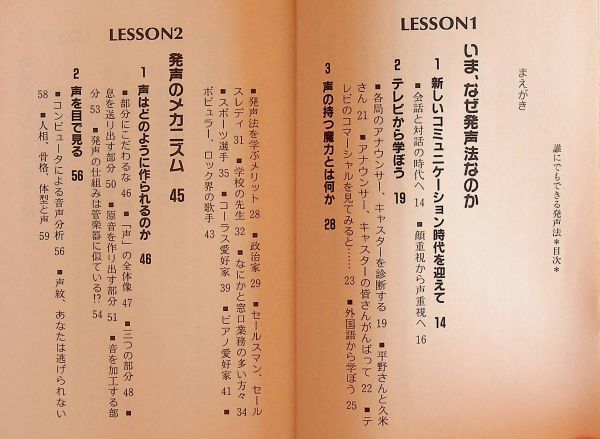 誰にでもできる発声法＊目次＊
まえがき
LESSON1
いま、なぜ発声法なのか
1 新しいコミュニケーション時代を迎えて 14
■会話と対話の時代へ 14 ■顔重視から声重視へ 16
2 テレビから学ぼう 19
■各局のアナウンサー、キャスターを診断する 19 ■平野さんと久米
さん 21 ■アナウンサー、キャスターの皆さんがんばって 22 ■テ
レビのコマーシャルを見てみると…… 23 ■外国語から学ぼう 25
3 声の持つ魔力とは何か 28
■発声法を学ぶメリット 28 ■政治家 29 ■セールスマン、セール
スレディ 31 ■学校の先生 32 ■なにかと窓口業務の多い方々 34
■スポーツ選手 35 ■コーラス愛好家 39 ■ピアノ愛好家 41 ■
ポピュラー、ロック界の歌手 43
LESSON2
発声のメカニズム 45
1 声はどのように作られるのか 46
■部分にこだわるな 46 ■「声」の全体像 47 ■三つの部分 48 ■
息を送り出す部分 50 ■原音を作り出す部分 51 ■音を加工する部
分 53 ■発声の仕組みは管楽器に似ている!? 54
2 声を目で見る 56
■コンピュータによる音声分析 56 ■声紋、あなたは逃げられない
58 ■人相、骨格、体型と声 59